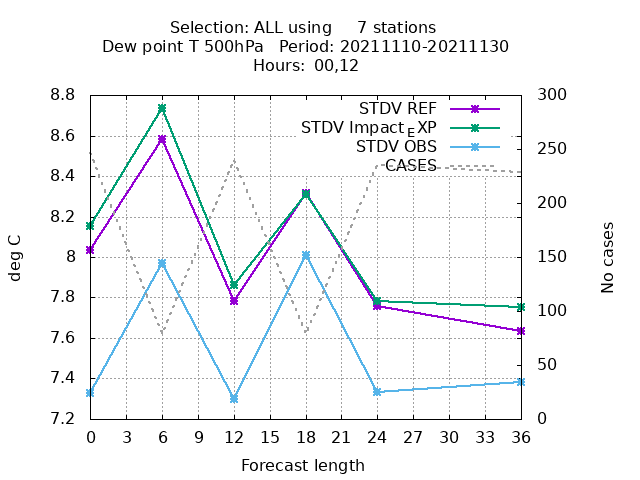 Selection: ALL using     7 stations
Dew point T 500hPa   Period: 20211110-20211130
Hours: 00,12
STDV REF
STDV Impact_EXP
STDV OBS
CASES
8.8
8.6
8.4
8.2
8
7.8
7.6
7.4
7.2
300
250
200
150
100
50
0
deg C
No cases
0 3 6 9 12 15 18 21 24 27 30 33 36
Forecast length